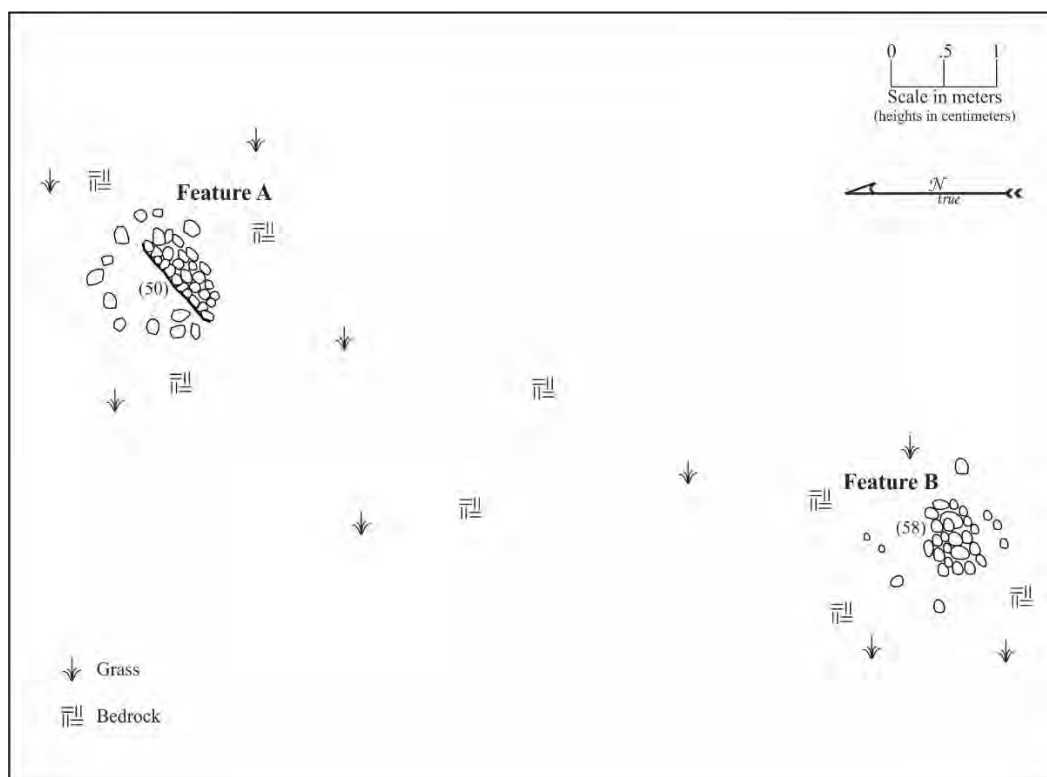 0 .5 1
Scale in meters
(heights in centimeters)
N
true
Feature A
(50)
Feature B
(58)
Grass
Bedrock